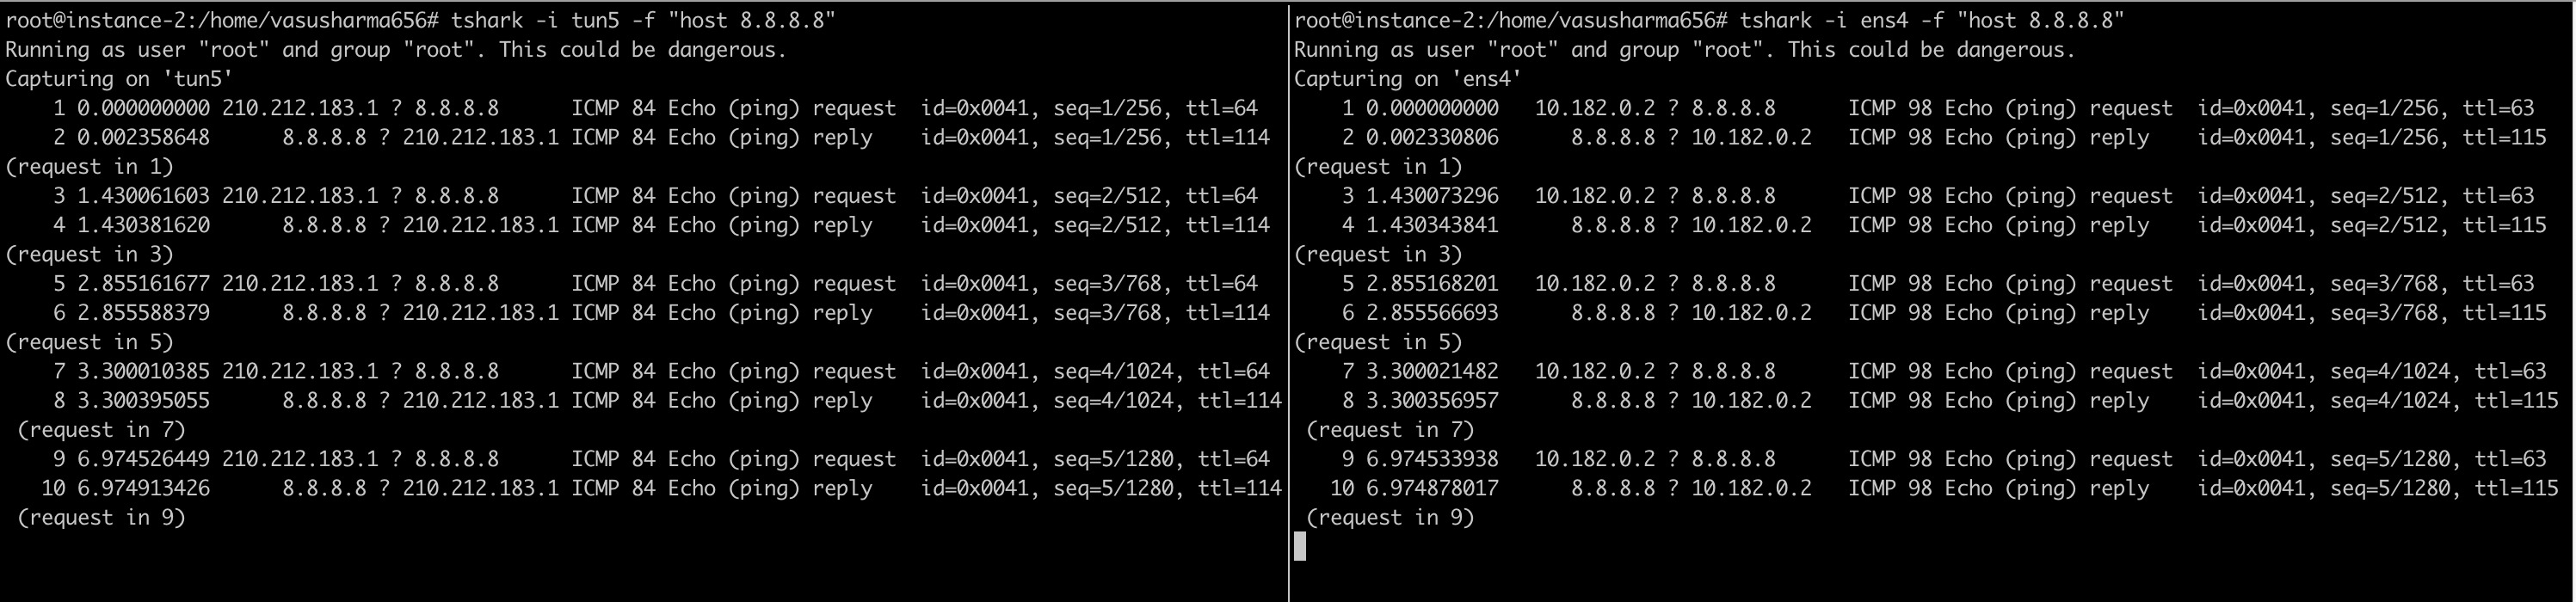 root@instance-2:/home/vasusharma656# tshark -i tun5 -f "host 8.8.8.8"
Running as user "root" and group "root". This could be dangerous.
Capturing on 'tun5'
1 0.000000000 210.212.183.1 ? 8.8.8.8 ICMP 84 Echo (ping) request id=0x0041, seq=1/256, ttl=64
2 0.002358648 8.8.8.8 ? 210.212.183.1 ICMP 84 Echo (ping) reply id=0x0041, seq=1/256, ttl=114
(request in 1)
3 1.430061603 210.212.183.1 ? 8.8.8.8 ICMP 84 Echo (ping) request id=0x0041, seq=2/512, ttl=64
4 1.430381620 8.8.8.8 ? 210.212.183.1 ICMP 84 Echo (ping) reply id=0x0041, seq=2/512, ttl=114
(request in 3)
5 2.855161677 210.212.183.1 ? 8.8.8.8 ICMP 84 Echo (ping) request id=0x0041, seq=3/768, ttl=64
6 2.855588379 8.8.8.8 ? 210.212.183.1 ICMP 84 Echo (ping) reply id=0x0041, seq=3/768, ttl=114
(request in 5)
7 3.300010385 210.212.183.1 ? 8.8.8.8 ICMP 84 Echo (ping) request id=0x0041, seq=4/1024, ttl=64
8 3.300395055 8.8.8.8 ? 210.212.183.1 ICMP 84 Echo (ping) reply id=0x0041, seq=4/1024, ttl=114
(request in 7)
9 6.974526449 210.212.183.1 ? 8.8.8.8 ICMP 84 Echo (ping) request id=0x0041, seq=5/1280, ttl=64
10 6.974913426 8.8.8.8 ? 210.212.183.1 ICMP 84 Echo (ping) reply id=0x0041, seq=5/1280, ttl=114
(request in 9)
root@instance-2:/home/vasusharma656# tshark -i ens4 -f "host 8.8.8.8"
Running as user "root" and group "root". This could be dangerous.
Capturing on 'ens4'
1 0.000000000 10.182.0.2 ? 8.8.8.8 ICMP 98 Echo (ping) request id=0x0041, seq=1/256, ttl=63
2 0.002330806 8.8.8.8 ? 10.182.0.2 ICMP 98 Echo (ping) reply id=0x0041, seq=1/256, ttl=115
(request in 1)
3 1.430073296 10.182.0.2 ? 8.8.8.8 ICMP 98 Echo (ping) request id=0x0041, seq=2/512, ttl=63
4 1.430343841 8.8.8.8 ? 10.182.0.2 ICMP 98 Echo (ping) reply id=0x0041, seq=2/512, ttl=115
(request in 3)
5 2.855168201 10.182.0.2 ? 8.8.8.8 ICMP 98 Echo (ping) request id=0x0041, seq=3/768, ttl=63
6 2.855566693 8.8.8.8 ? 10.182.0.2 ICMP 98 Echo (ping) reply id=0x0041, seq=3/768, ttl=115
(request in 5)
7 3.300021482 10.182.0.2 ? 8.8.8.8 ICMP 98 Echo (ping) request id=0x0041, seq=4/1024, ttl=63
8 3.300356957 8.8.8.8 ? 10.182.0.2 ICMP 98 Echo (ping) reply id=0x0041, seq=4/1024, ttl=115
(request in 7)
9 6.974533938 10.182.0.2 ? 8.8.8.8 ICMP 98 Echo (ping) request id=0x0041, seq=5/1280, ttl=63
10 6.974878017 8.8.8.8 ? 10.182.0.2 ICMP 98 Echo (ping) reply id=0x0041, seq=5/1280, ttl=115
(request in 9)